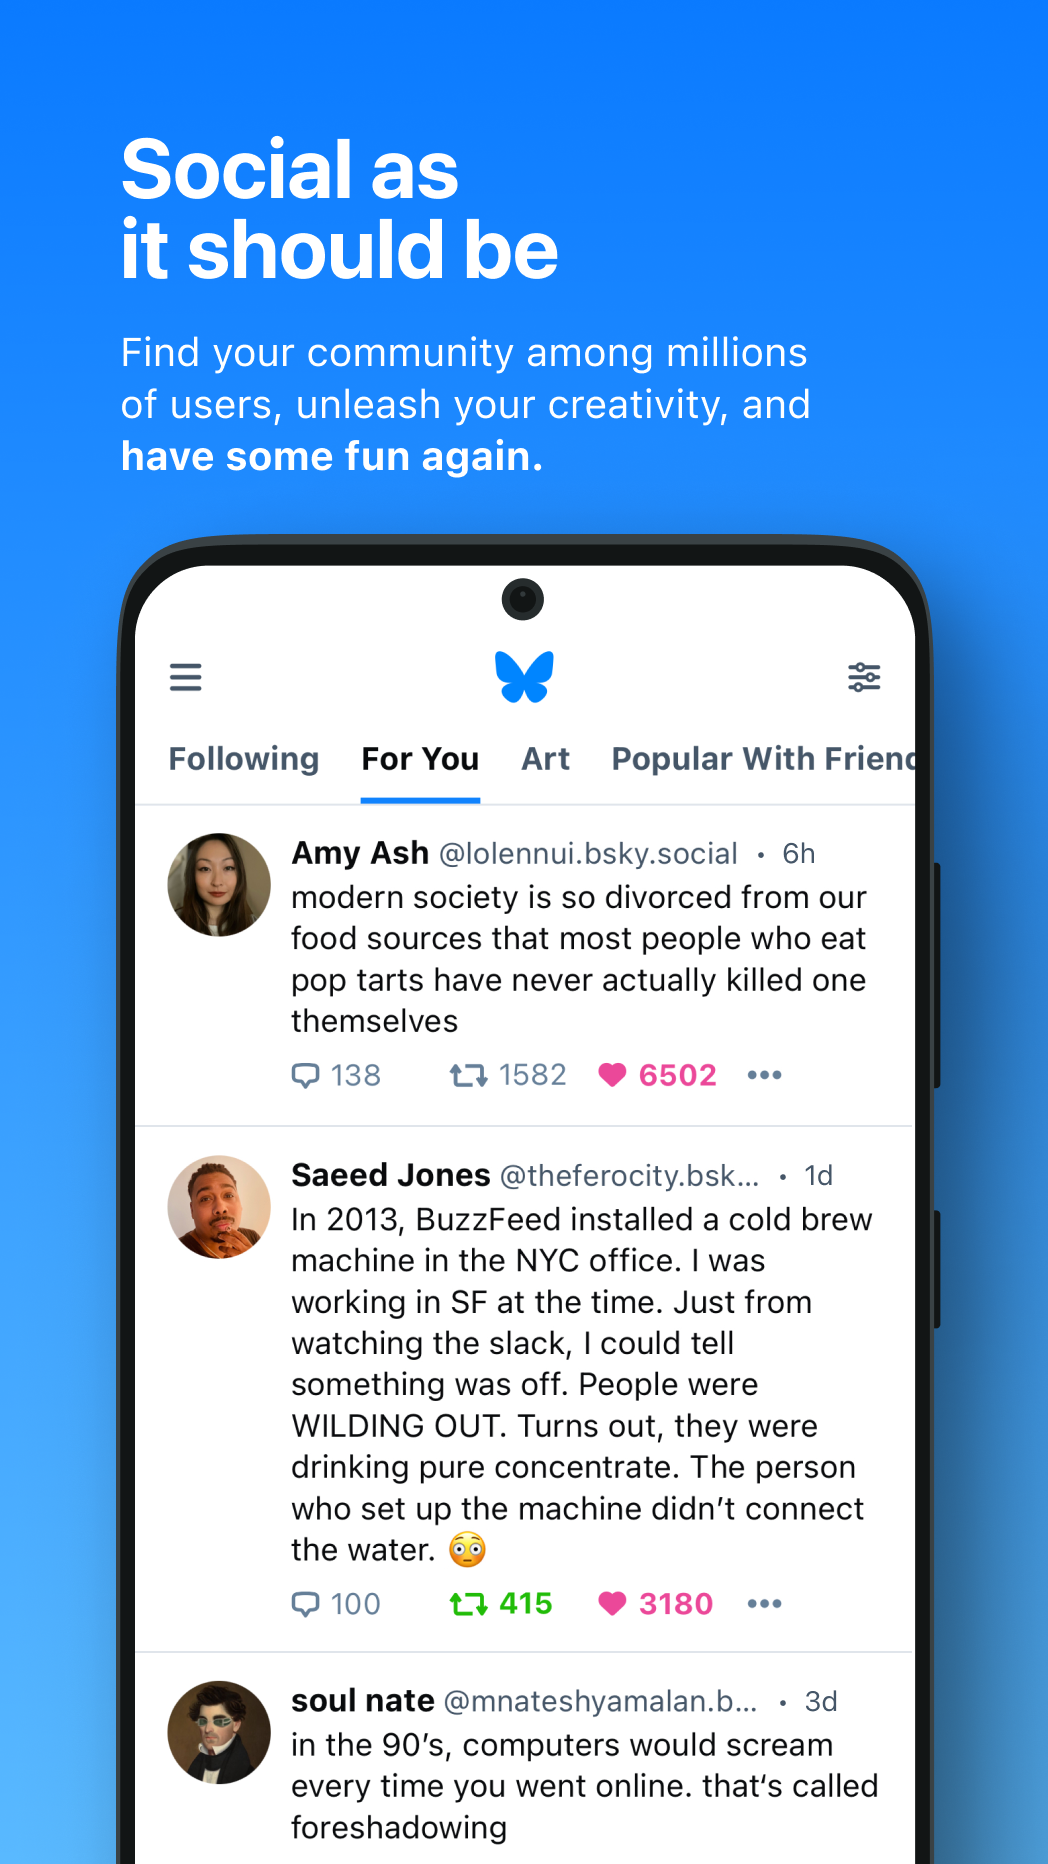 Social as
it should be
Find your community among millions
of users, unleash your creativity, and
have some fun again.
Following For You Art Popular With Friend
Amy Ash @lolennui.bsky.social · 6h
modern society is so divorced from our
food sources that most people who eat
pop tarts have never actually killed one
themselves
138 1582 6502
Saeed Jones @theferocity.bsk... · 1d
In 2013, BuzzFeed installed a cold brew
machine in the NYC office. I was
working in SF at the time. Just from
watching the slack, I could tell
something was off. People were
WILDING OUT. Turns out, they were
drinking pure concentrate. The person
who set up the machine didn’t connect
the water. 😳
100 415 3180
soul nate @mnateshyamalan.b... · 3d
in the 90’s, computers would scream
every time you went online. that‘s called
foreshadowing